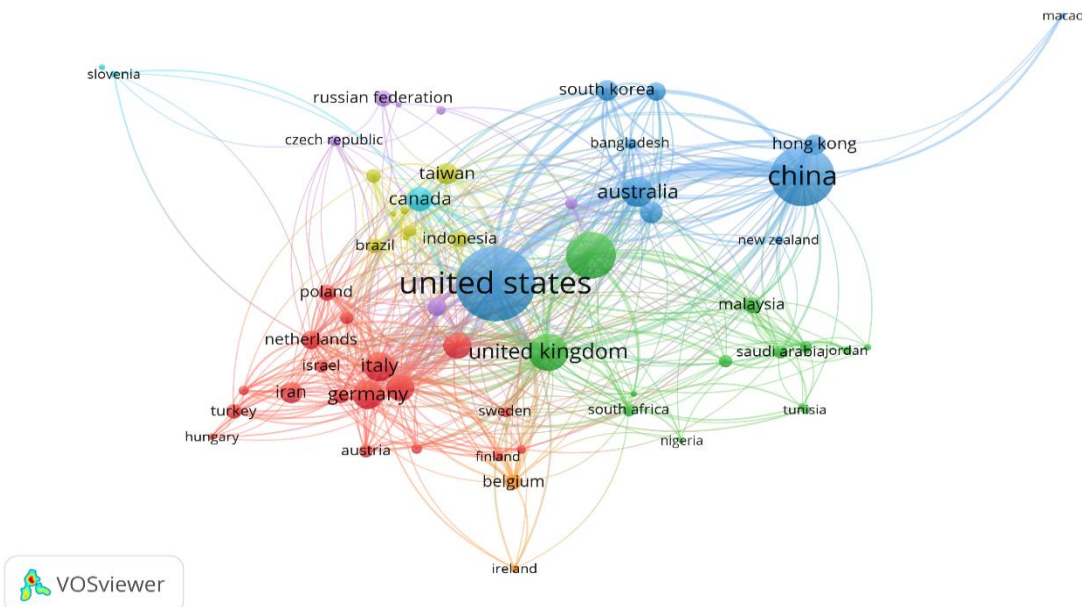 macao
slovenia
russian federation
south korea
czech republic
bangladesh
hong kong
taiwan
china
canada
australia
brazil
indonesia
new zealand
united states
poland
malaysia
netherlands
united kingdom
saudi arabia
jordan
israel
italy
iran
germany
turkey
sweden
south africa
tunisia
hungary
nigeria
austria
finland
belgium
ireland
VOSviewer